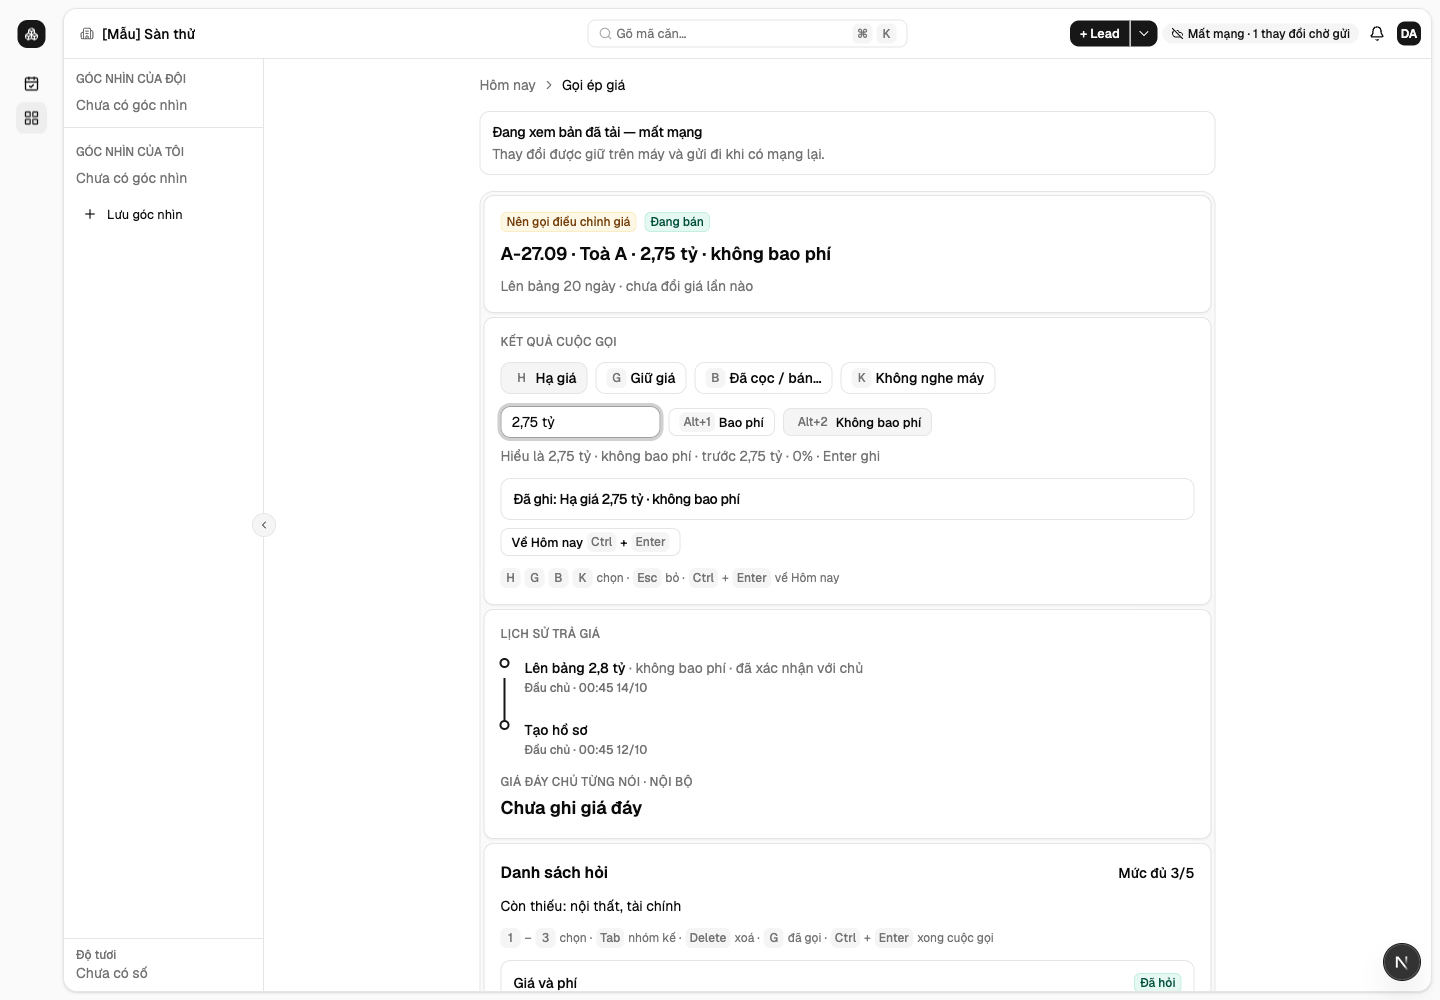 [Mẫu] Sàn thử
Gõ mã căn...
⌘ K
+ Lead
Mất mạng · 1 thay đổi chờ gửi
DA
GÓC NHÌN CỦA ĐỘI
Chưa có góc nhìn
GÓC NHÌN CỦA TÔI
Chưa có góc nhìn
+ Lưu góc nhìn
Độ tươi
Chưa có số
Hôm nay > Gọi ép giá
Đang xem bản đã tải — mất mạng
Thay đổi được giữ trên máy và gửi đi khi có mạng lại.
Nên gọi điều chỉnh giá Đang bán
A-27.09 · Toà A · 2,75 tỷ · không bao phí
Lên bảng 20 ngày · chưa đổi giá lần nào
KẾT QUẢ CUỘC GỌI
H Hạ giá G Giữ giá B Đã cọc / bán... K Không nghe máy
2,75 tỷ Alt+1 Bao phí Alt+2 Không bao phí
Hiểu là 2,75 tỷ · không bao phí · trước 2,75 tỷ · 0% · Enter ghi
Đã ghi: Hạ giá 2,75 tỷ · không bao phí
Về Hôm nay Ctrl + Enter
H G B K chọn · Esc bỏ · Ctrl + Enter về Hôm nay
LỊCH SỬ TRẢ GIÁ
Lên bảng 2,8 tỷ · không bao phí · đã xác nhận với chủ
Đầu chủ · 00:45 14/10
Tạo hồ sơ
Đầu chủ · 00:45 12/10
GIÁ ĐÁY CHỦ TỪNG NÓI · NỘI BỘ
Chưa ghi giá đáy
Danh sách hỏi
Mức đủ 3/5
Còn thiếu: nội thất, tài chính
1 – 3 chọn · Tab nhóm kế · Delete xoá · G đã gọi · Ctrl + Enter xong cuộc gọi
Giá và phí
Đã hỏi
N